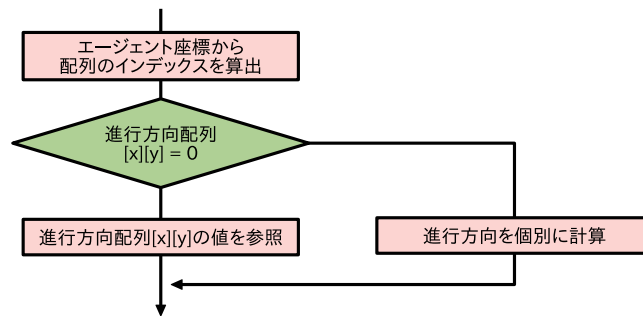 エージェント座標から
配列のインデックスを算出
進行方向配列
[x][y] = 0
進行方向配列[x][y]の値を参照
進行方向を個別に計算